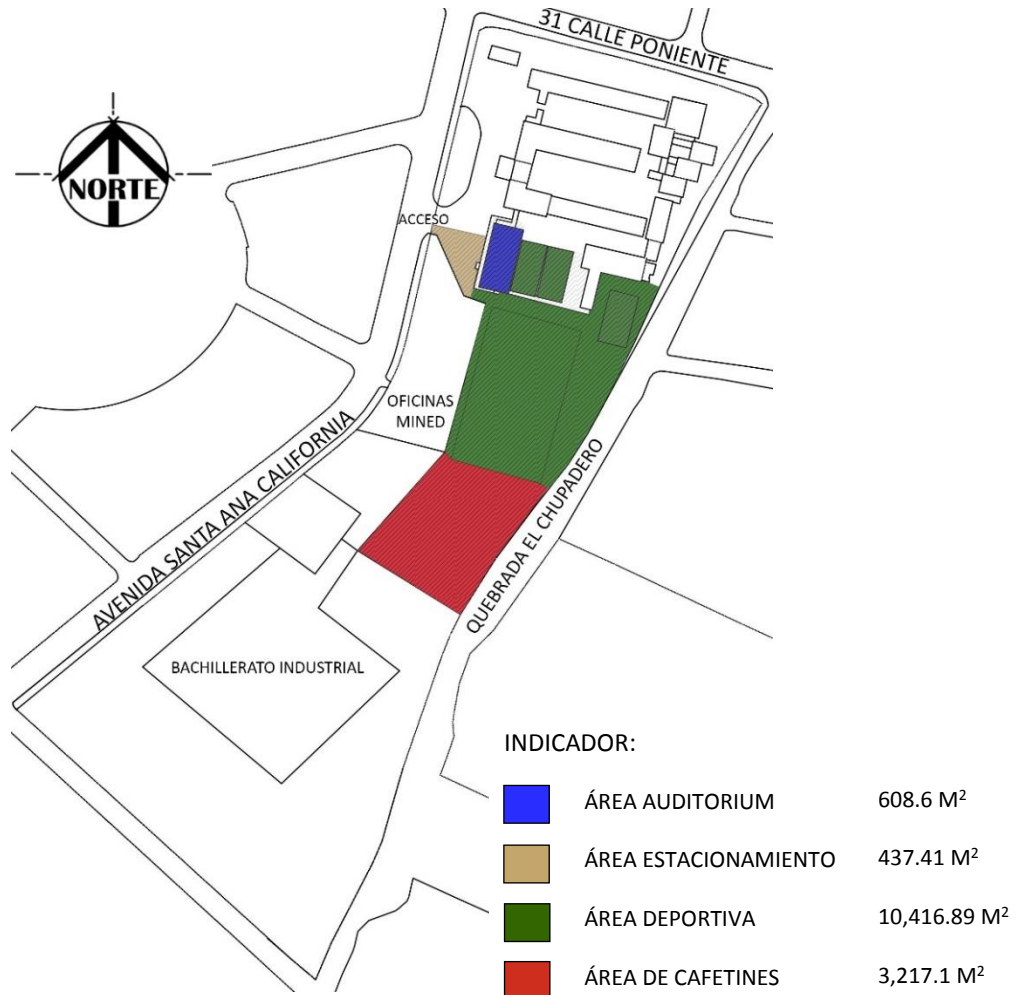 31 CALLE PONIENTE
NORTE
ACCESO
OFICINAS
MINED
AVENIDA SANTA ANA CALIFORNIA
QUEBRADA EL CHUPADERO
BACHILLERATO INDUSTRIAL
INDICADOR:
ÁREA AUDITORIUM 608.6 M²
ÁREA ESTACIONAMIENTO 437.41 M²
ÁREA DEPORTIVA 10,416.89 M²
ÁREA DE CAFETINES 3,217.1 M²